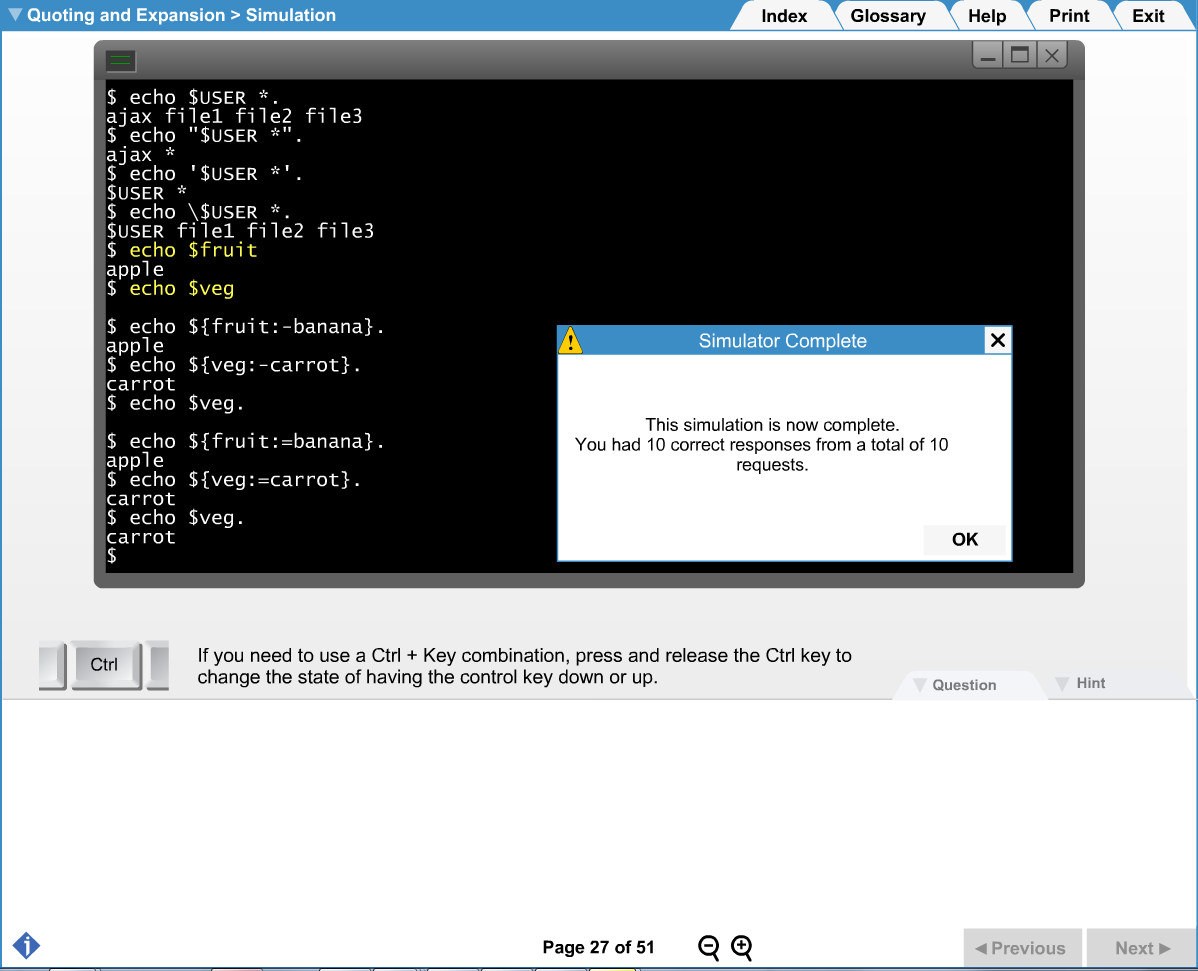 Quoting and Expansion > Simulation
Index Glossary Help Print Exit
$ echo $USER *.
ajax file1 file2 file3
$ echo "$USER *".
ajax *
$ echo '$USER *'.
$USER *
$ echo \$USER *.
$USER file1 file2 file3
$ echo $fruit
apple
$ echo $veg
$ echo ${fruit:-banana}.
apple
$ echo ${veg:-carrot}.
carrot
$ echo $veg.
$ echo ${fruit:=banana}.
apple
$ echo ${veg:=carrot}.
carrot
$ echo $veg.
carrot
$
Simulator Complete
This simulation is now complete.
You had 10 correct responses from a total of 10
requests.
OK
Ctrl
If you need to use a Ctrl + Key combination, press and release the Ctrl key to
change the state of having the control key down or up.
Question Hint
Page 27 of 51
Previous Next